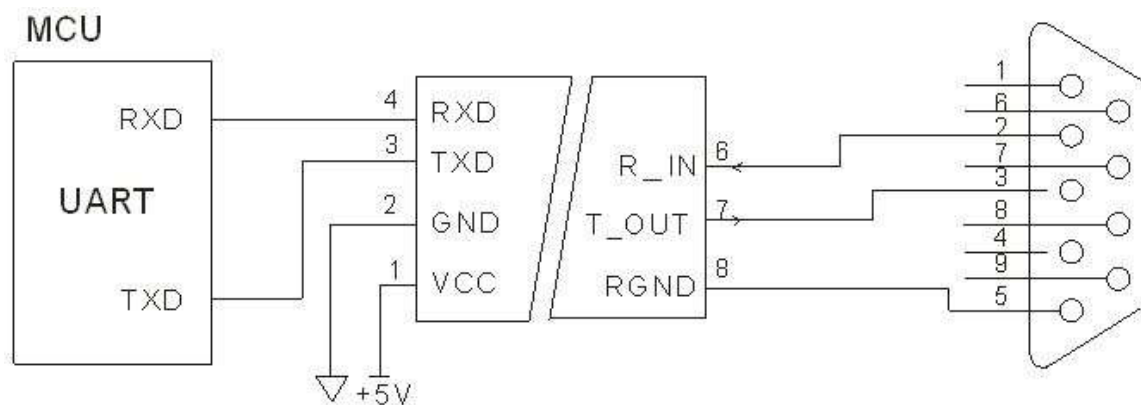 MCU
RXD
UART
TXD
4
RXD
3
TXD
2
GND
1
VCC
+5V
R_IN
6
T_OUT
7
RGND
8
1
6
2
7
3
8
4
9
5